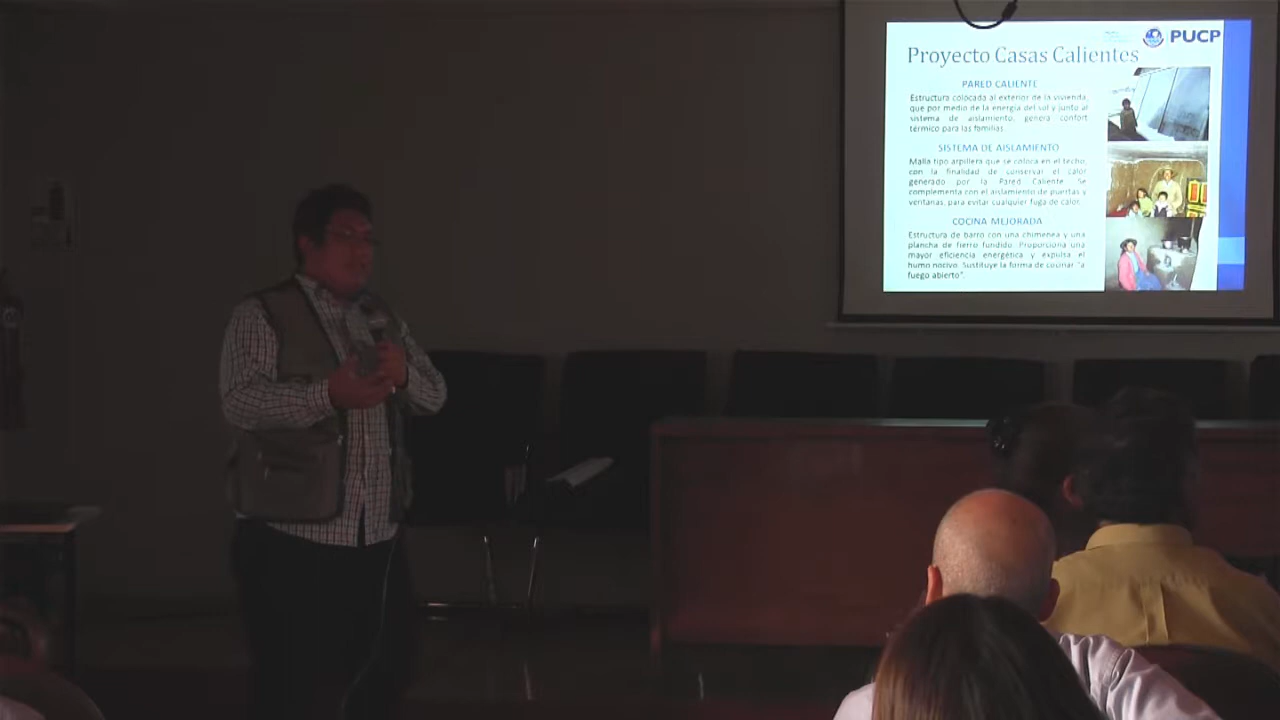 PUCP
Proyecto Casas Calientes
PARED CALIENTE
Estructura colocada al exterior de la vivienda,
que por medio de la energía del sol y junto al
sistema de aislamiento, genera confort
térmico para las familias.
SISTEMA DE AISLAMIENTO
Malla tipo arpillera que se coloca en el techo,
con la finalidad de conservar el calor
generado por la Pared Caliente. Se
complementa con el aislamiento de puertas y
ventanas, para evitar cualquier fuga de calor.
COCINA MEJORADA
Estructura de barro con una chimenea y una
plancha de fierro fundido. Proporciona una
mayor eficiencia energética y expulsa el
humo nocivo. Sustituye la forma de cocinar "a
fuego abierto".